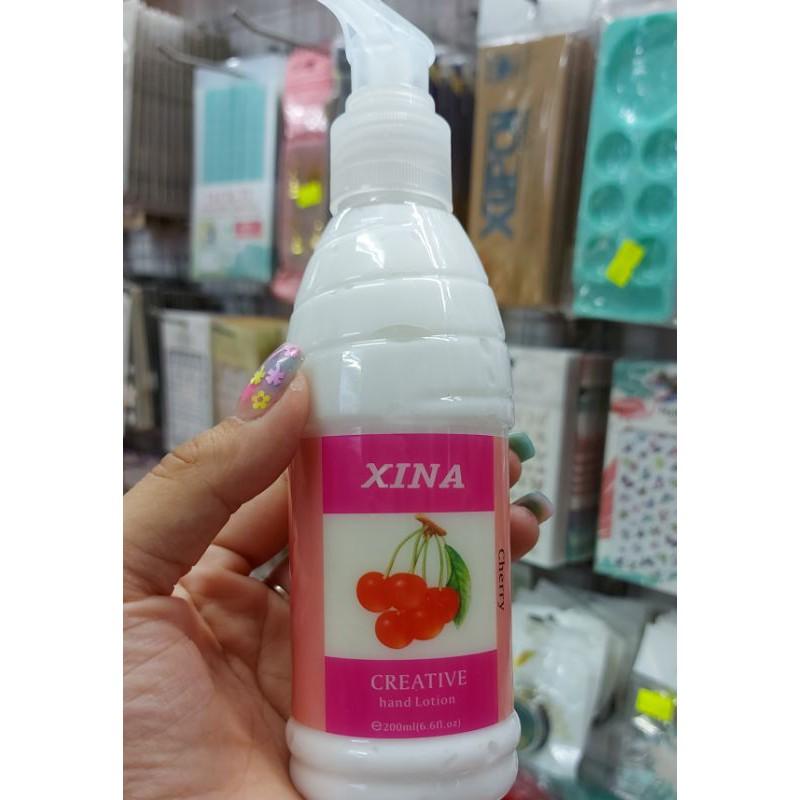 XINA
Cherry
CREATIVE
hand Lotion
℮200ml(6.6fl.oz)